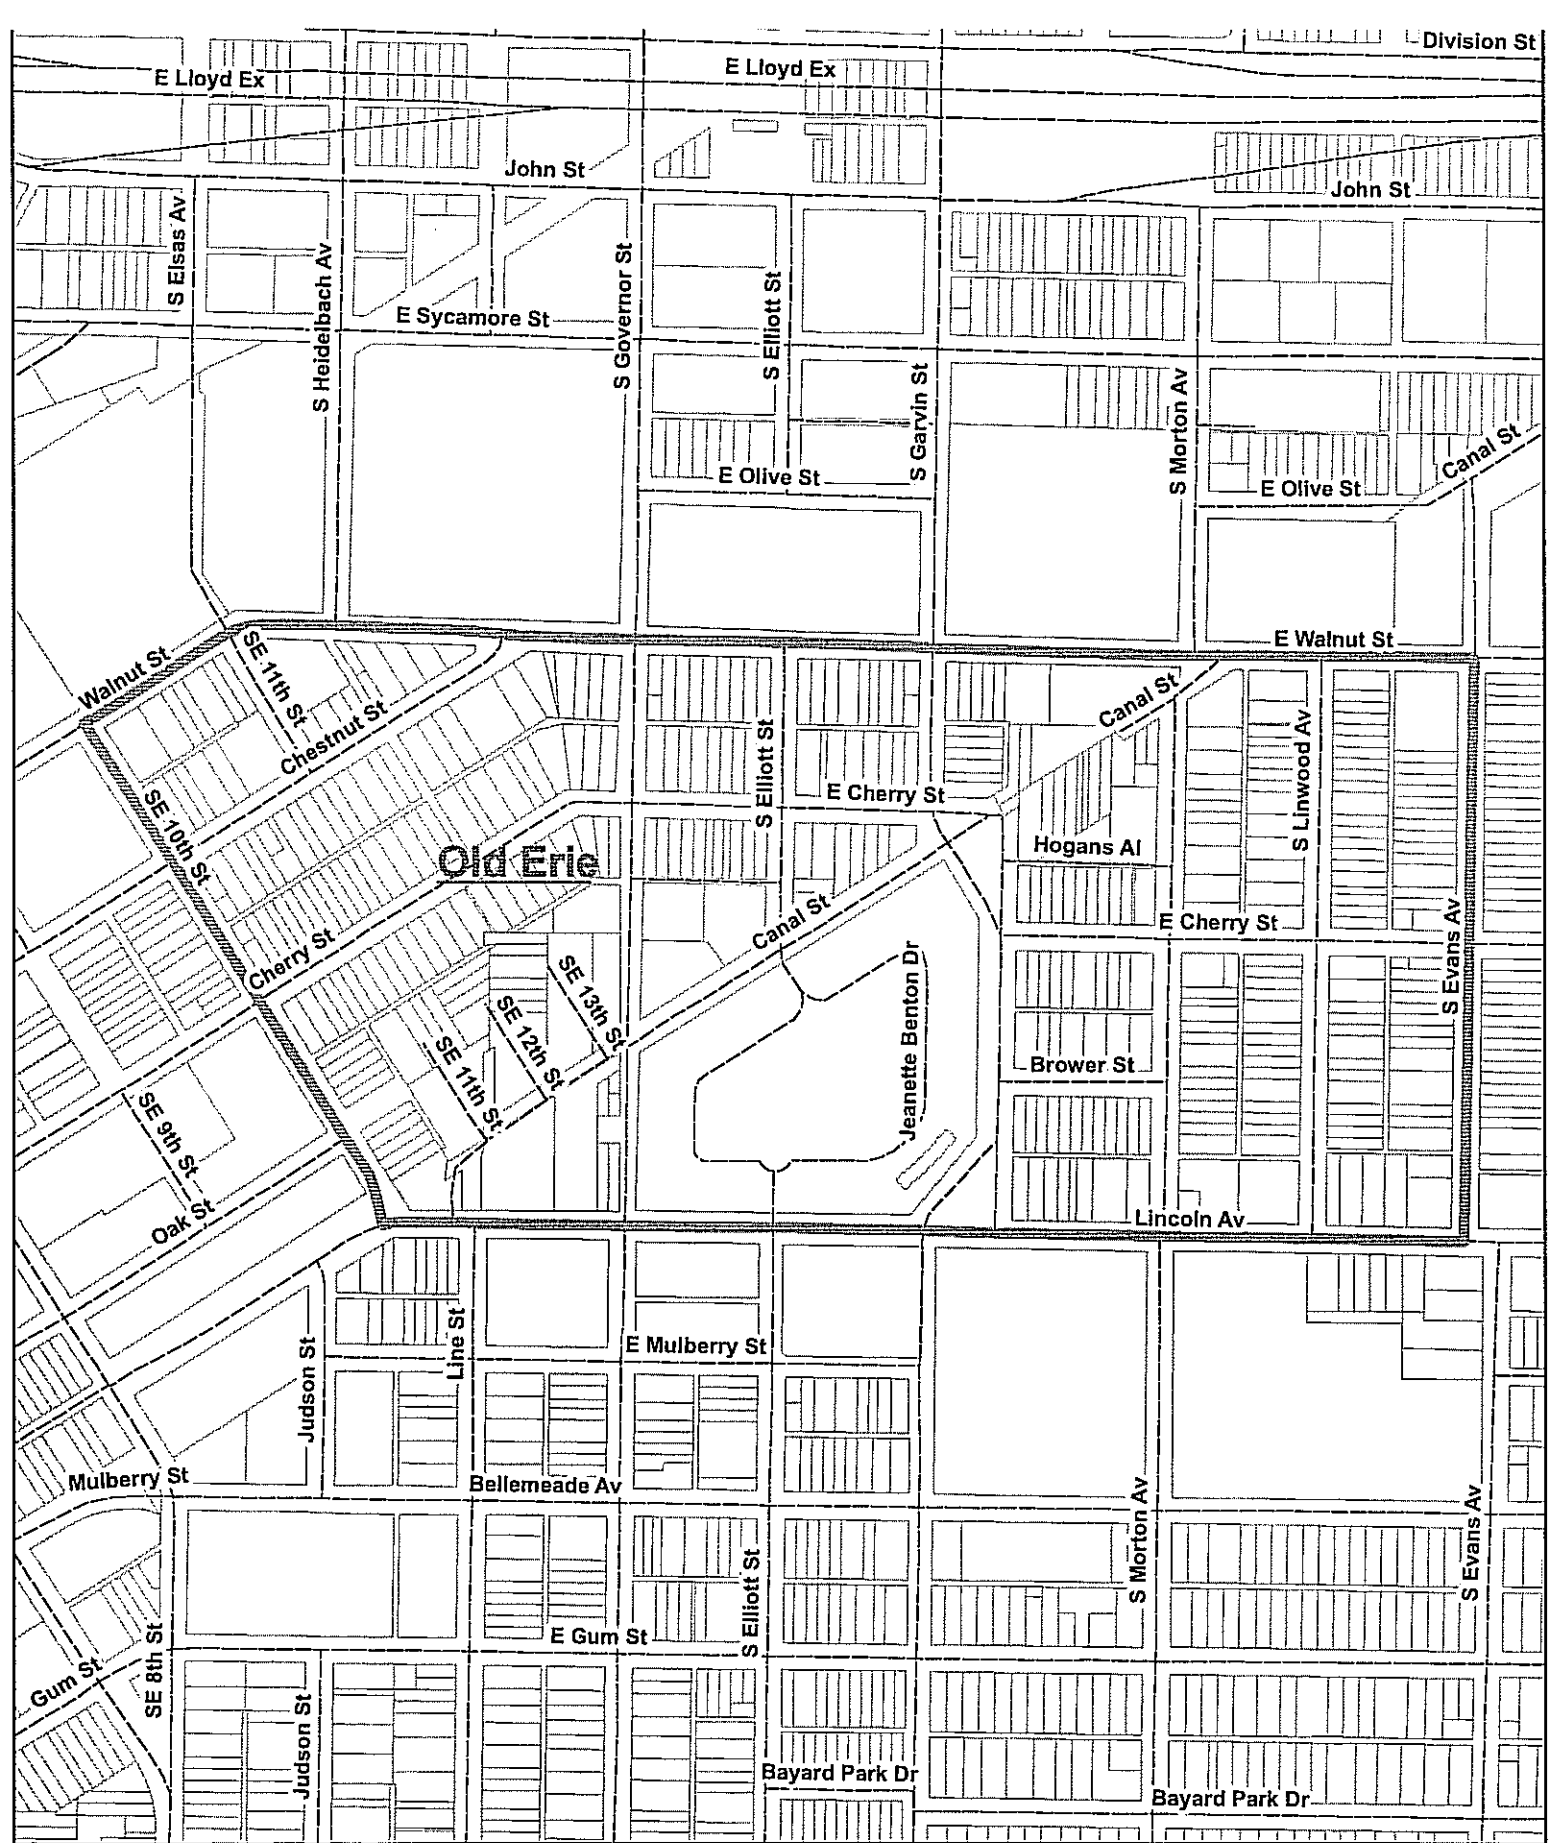 Division St
E Lloyd Ex
E Lloyd Ex
John St
John St
S Elsas Av
S Heidelbach Av
S Governor St
S Elliott St
E Sycamore St
S Garvin St
S Morton Av
Canal St
E Olive St
E Olive St
E Walnut St
Walnut St
SE 11th St
Chestnut St
Canal St
S Elliott St
S Linwood Av
E Cherry St
SE 10th St
Old Erie
Hogans Al
Canal St
E Cherry St
S Evans Av
Cherry St
SE 13th St
SE 12th St
SE 11th St
Jeanette Benton Dr
Brower St
SE 9th St
Oak St
Lincoln Av
Line St
Judson St
E Mulberry St
Mulberry St
Bellemeade Av
S Morton Av
S Evans Av
S Elliott St
E Gum St
Gum St
SE 8th St
Judson St
Bayard Park Dr
Bayard Park Dr